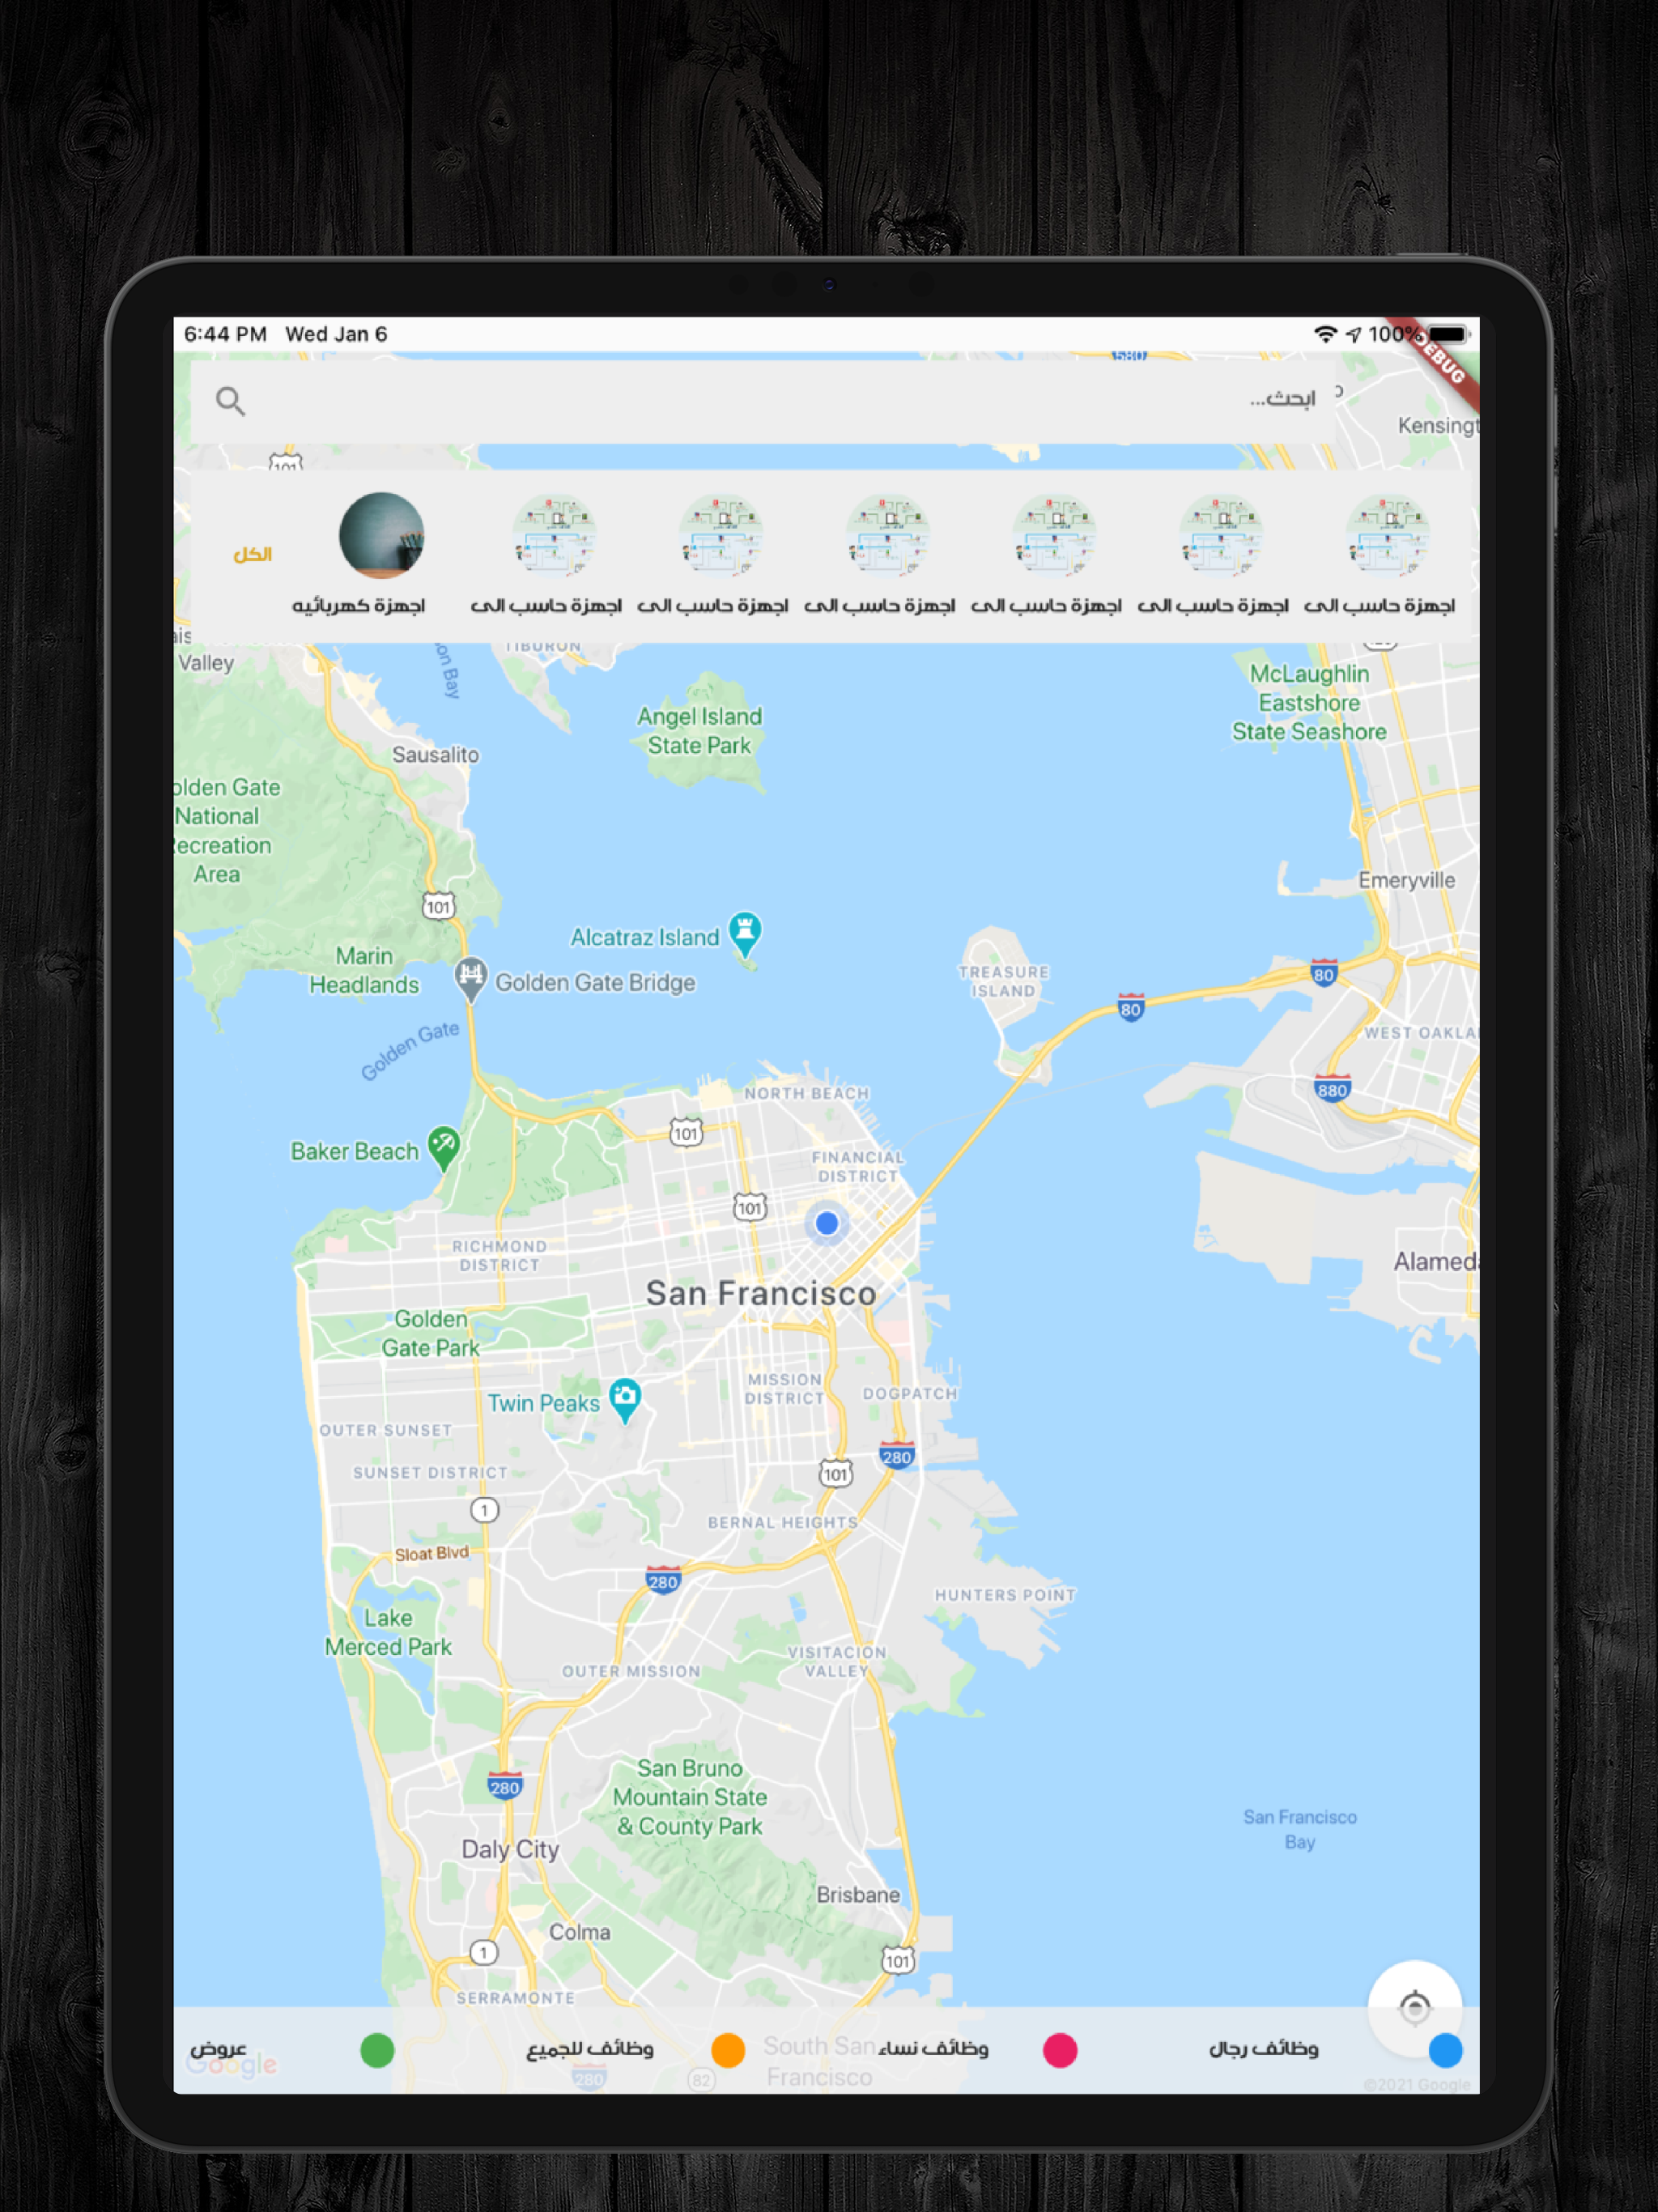 6:44 PM Wed Jan 6
100%
DEBUG
580
ابحث...
Kensingt
101
الكل
اجهزة كهربائيه
اجهزة حاسب الى
اجهزة حاسب الى
اجهزة حاسب الى
اجهزة حاسب الى
اجهزة حاسب الى
اجهزة حاسب الى
Valley
on Bay
TIBURON
McLaughlin
Eastshore
State Seashore
Angel Island
State Park
Sausalito
olden Gate
National
ecreation
Area
Emeryville
101
Alcatraz Island
Marin
Headlands
Golden Gate Bridge
TREASURE
ISLAND
80
80
Golden Gate
WEST OAKLA
880
NORTH BEACH
101
Baker Beach
FINANCIAL
DISTRICT
101
RICHMOND
DISTRICT
Alameda
San Francisco
Golden
Gate Park
MISSION
DISTRICT
DOGPATCH
Twin Peaks
OUTER SUNSET
280
SUNSET DISTRICT
101
1
BERNAL HEIGHTS
Sloat Blvd
280
HUNTERS POINT
Lake
Merced Park
VISITACION
VALLEY
OUTER MISSION
San Bruno
Mountain State
& County Park
280
San Francisco
Bay
Daly City
Brisbane
Colma
1
101
SERRAMONTE
وظائف رجال
وظائف نساء
وظائف للجميع
عروض
South San
Francisco
280
82
Google
©2021 Google